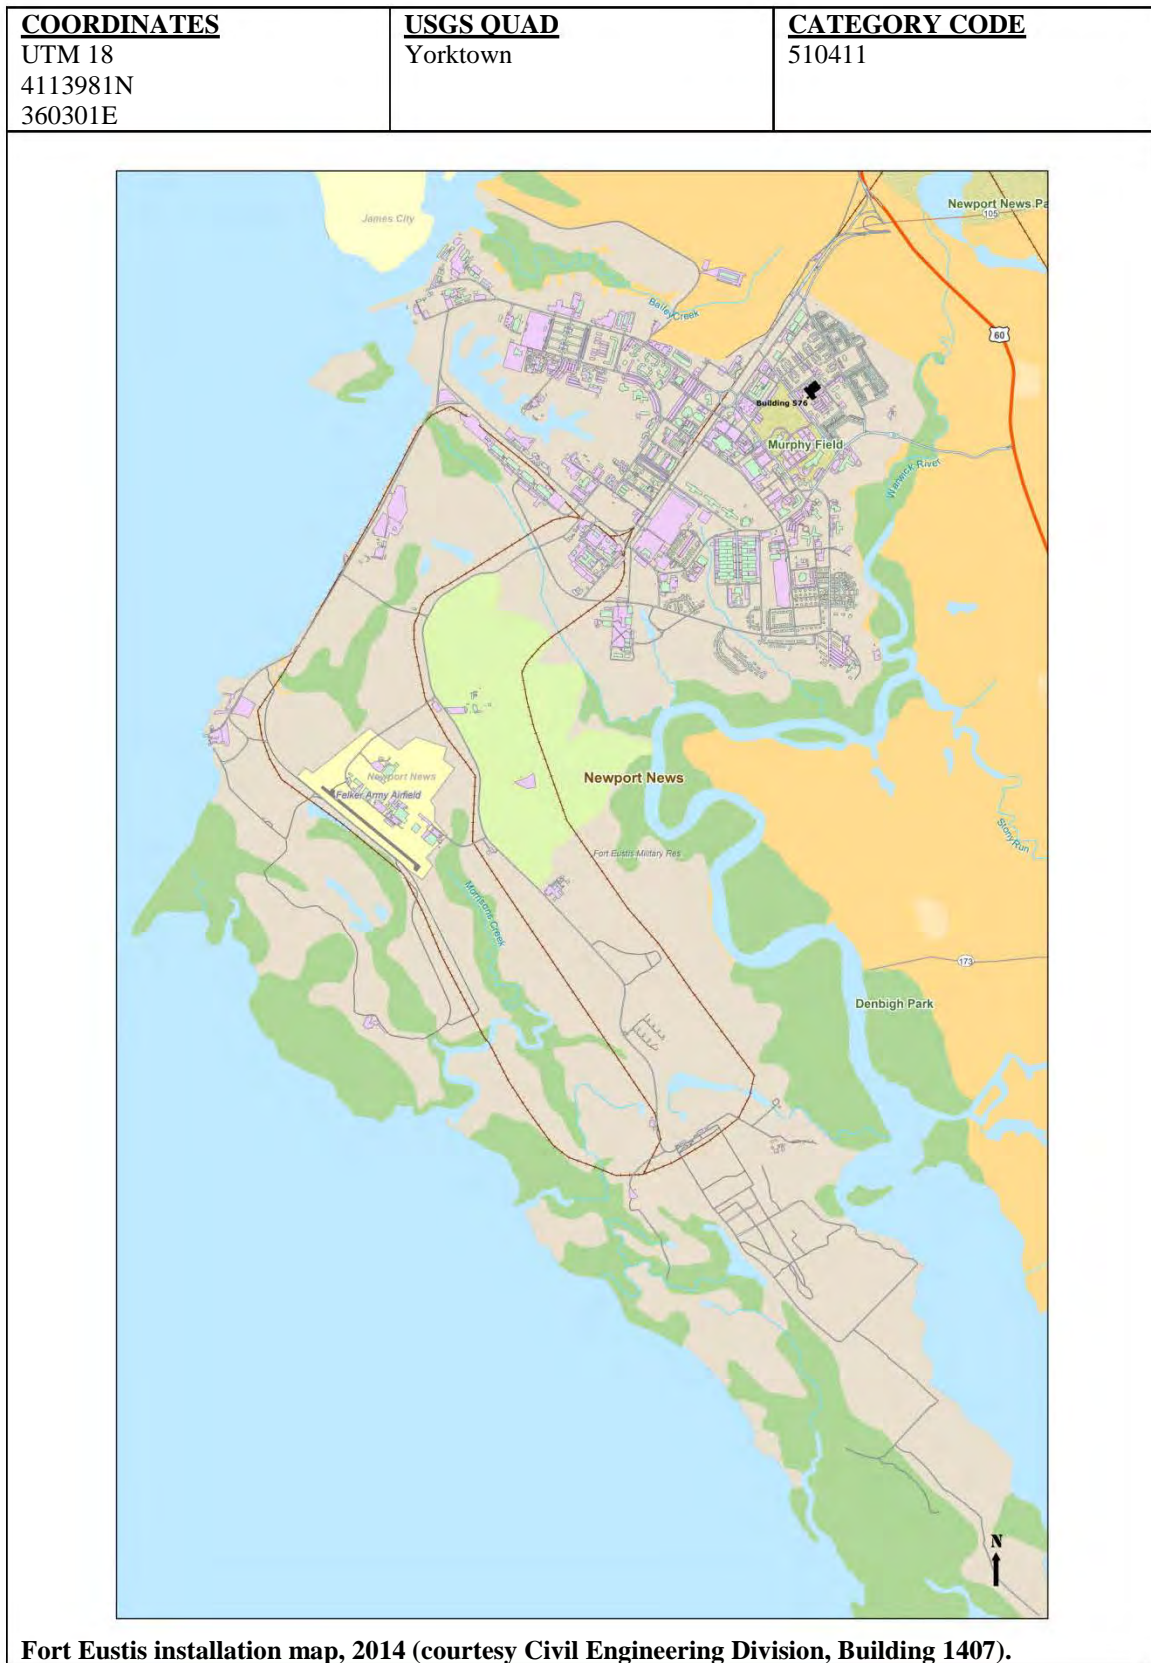 COORDINATES
UTM 18
4113981N
360301E
USGS QUAD
Yorktown
CATEGORY CODE
510411
James City
Newport News Pa
105
Bailey Creek
60
Building 576
Murphy Field
Warwick River
Newport News
Felker Army Airfield
Newport News
Fort Eustis Military Res
Stony Run
Morrisons Creek
173
Denbigh Park
N
Fort Eustis installation map, 2014 (courtesy Civil Engineering Division, Building 1407).